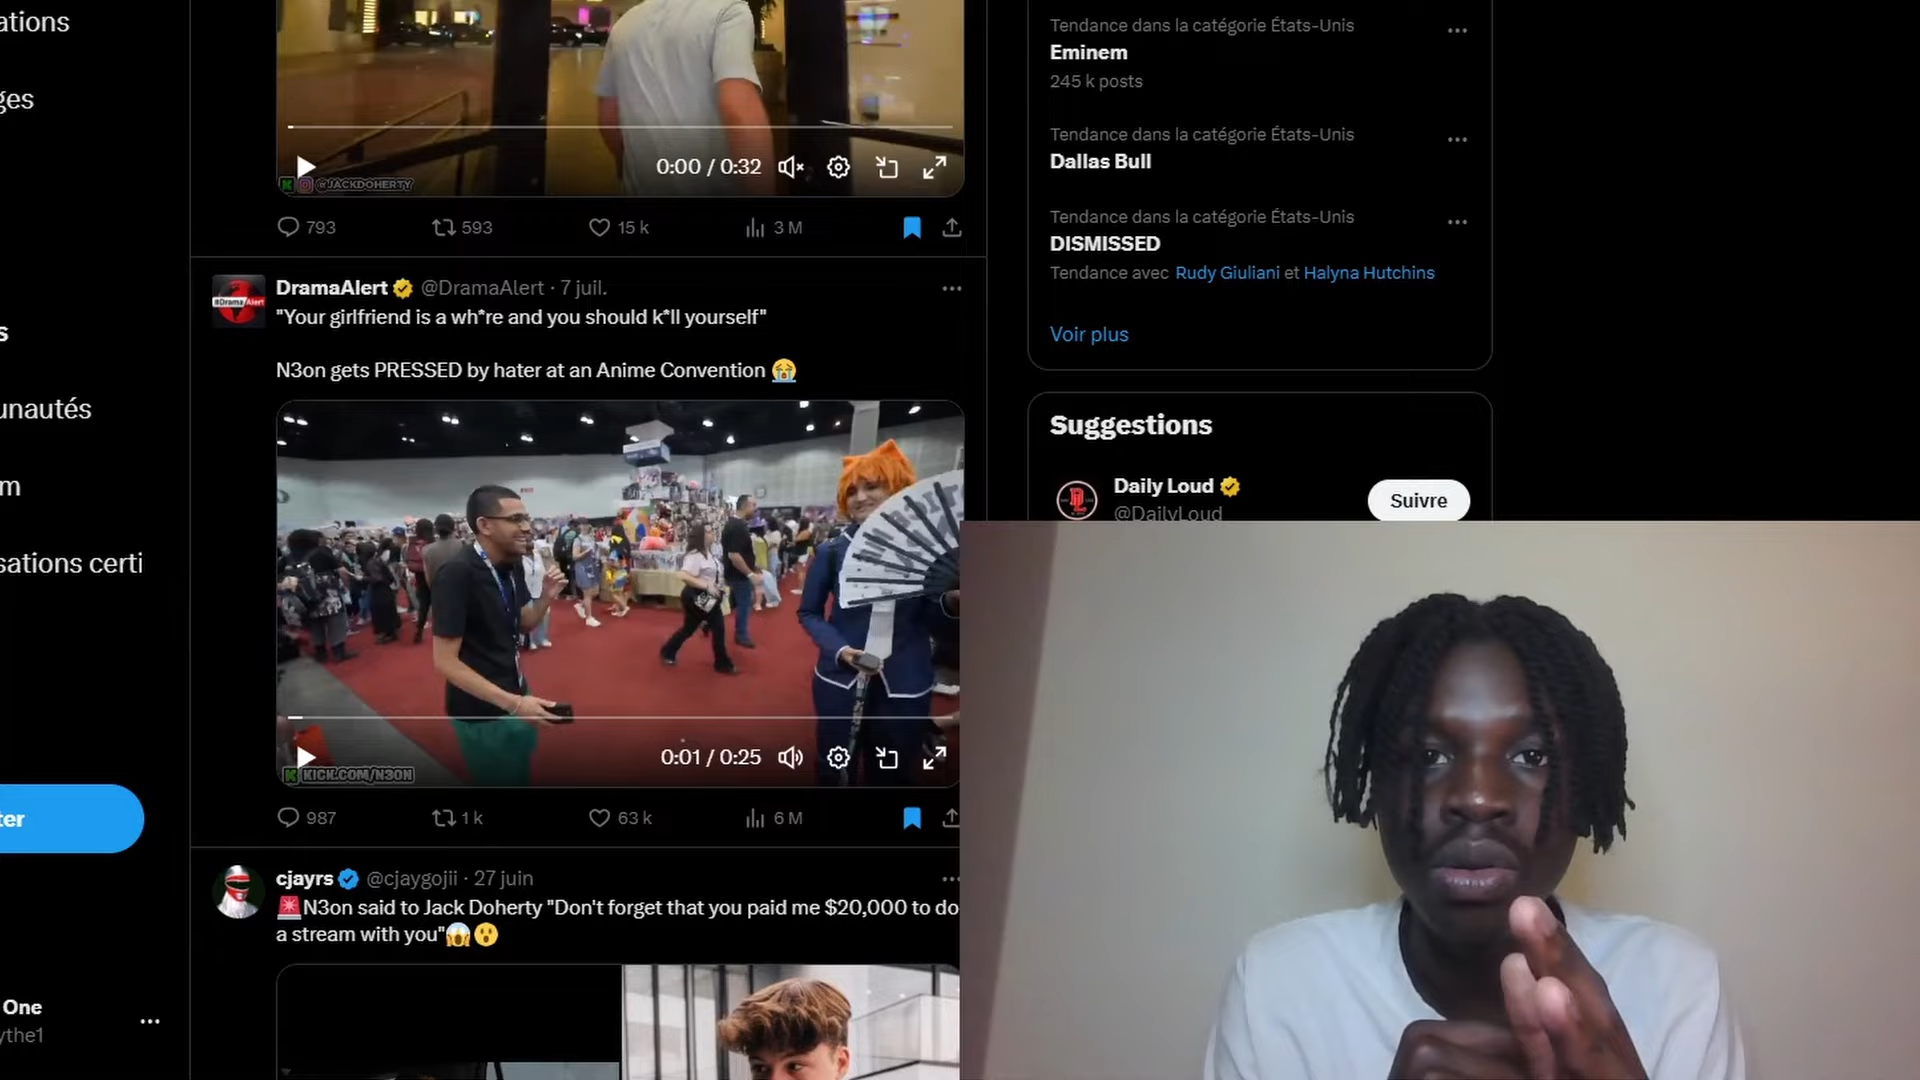 ations
ges
s
unautés
m
sations certi
ter
One
ythe1
0:00 / 0:32
@JACKDOHERTY
793
593
15 k
3 M
DramaAlert @DramaAlert · 7 juil.
"Your girlfriend is a wh*re and you should k*ll yourself"
N3on gets PRESSED by hater at an Anime Convention 😭
#DramaAlert
0:01 / 0:25
KICK.COM/N3ON
987
1 k
63 k
6 M
cjayrs @cjaygojii · 27 juin
🚨N3on said to Jack Doherty "Don't forget that you paid me $20,000 to do
a stream with you"😱😮
Tendance dans la catégorie États-Unis
Eminem
245 k posts
Tendance dans la catégorie États-Unis
Dallas Bull
Tendance dans la catégorie États-Unis
DISMISSED
Tendance avec Rudy Giuliani et Halyna Hutchins
Voir plus
Suggestions
Daily Loud
@DailyLoud
Suivre